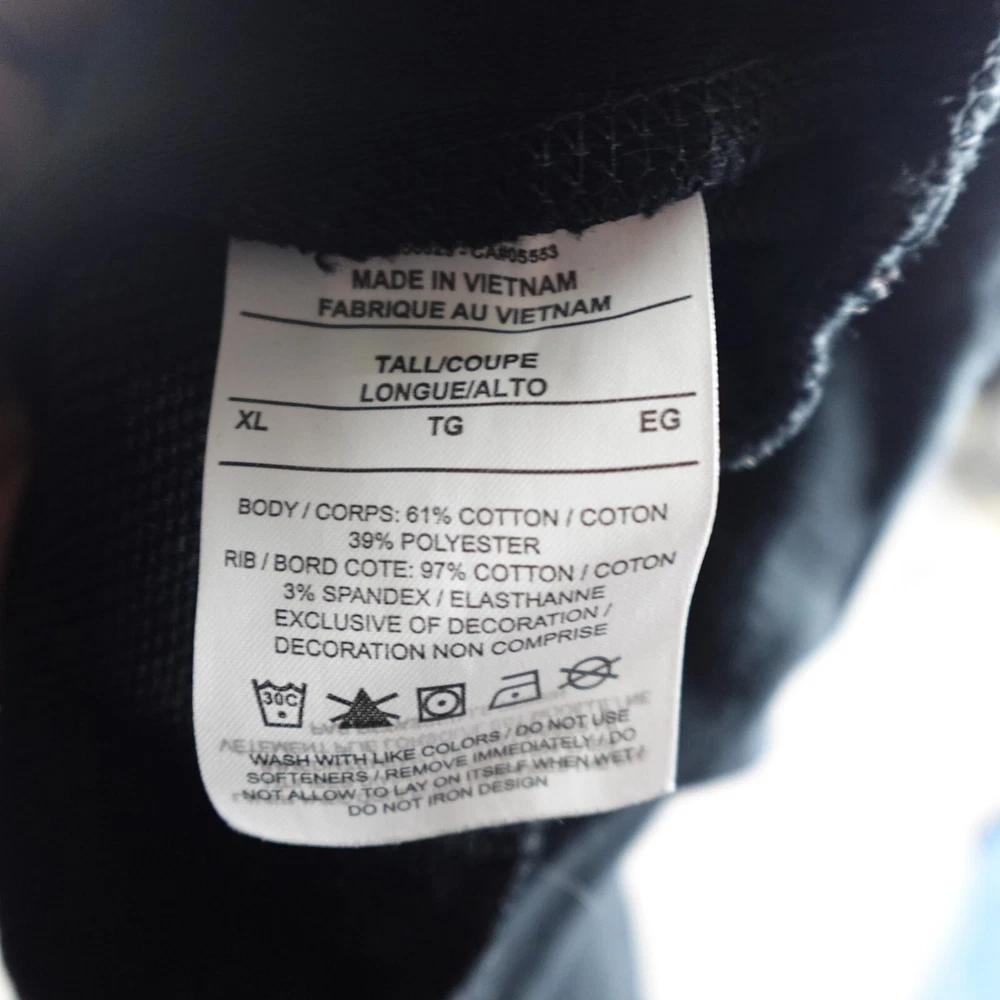 CA#05553
MADE IN VIETNAM
FABRIQUE AU VIETNAM
TALL/COUPE
LONGUE/ALTO
XL TG EG
BODY / CORPS: 61% COTTON / COTON
39% POLYESTER
RIB / BORD COTE: 97% COTTON / COTON
3% SPANDEX / ELASTHANNE
EXCLUSIVE OF DECORATION /
DECORATION NON COMPRISE
30C
WASH WITH LIKE COLORS / DO NOT USE
SOFTENERS / REMOVE IMMEDIATELY / DO
NOT ALLOW TO LAY ON ITSELF WHEN WET /
DO NOT IRON DESIGN